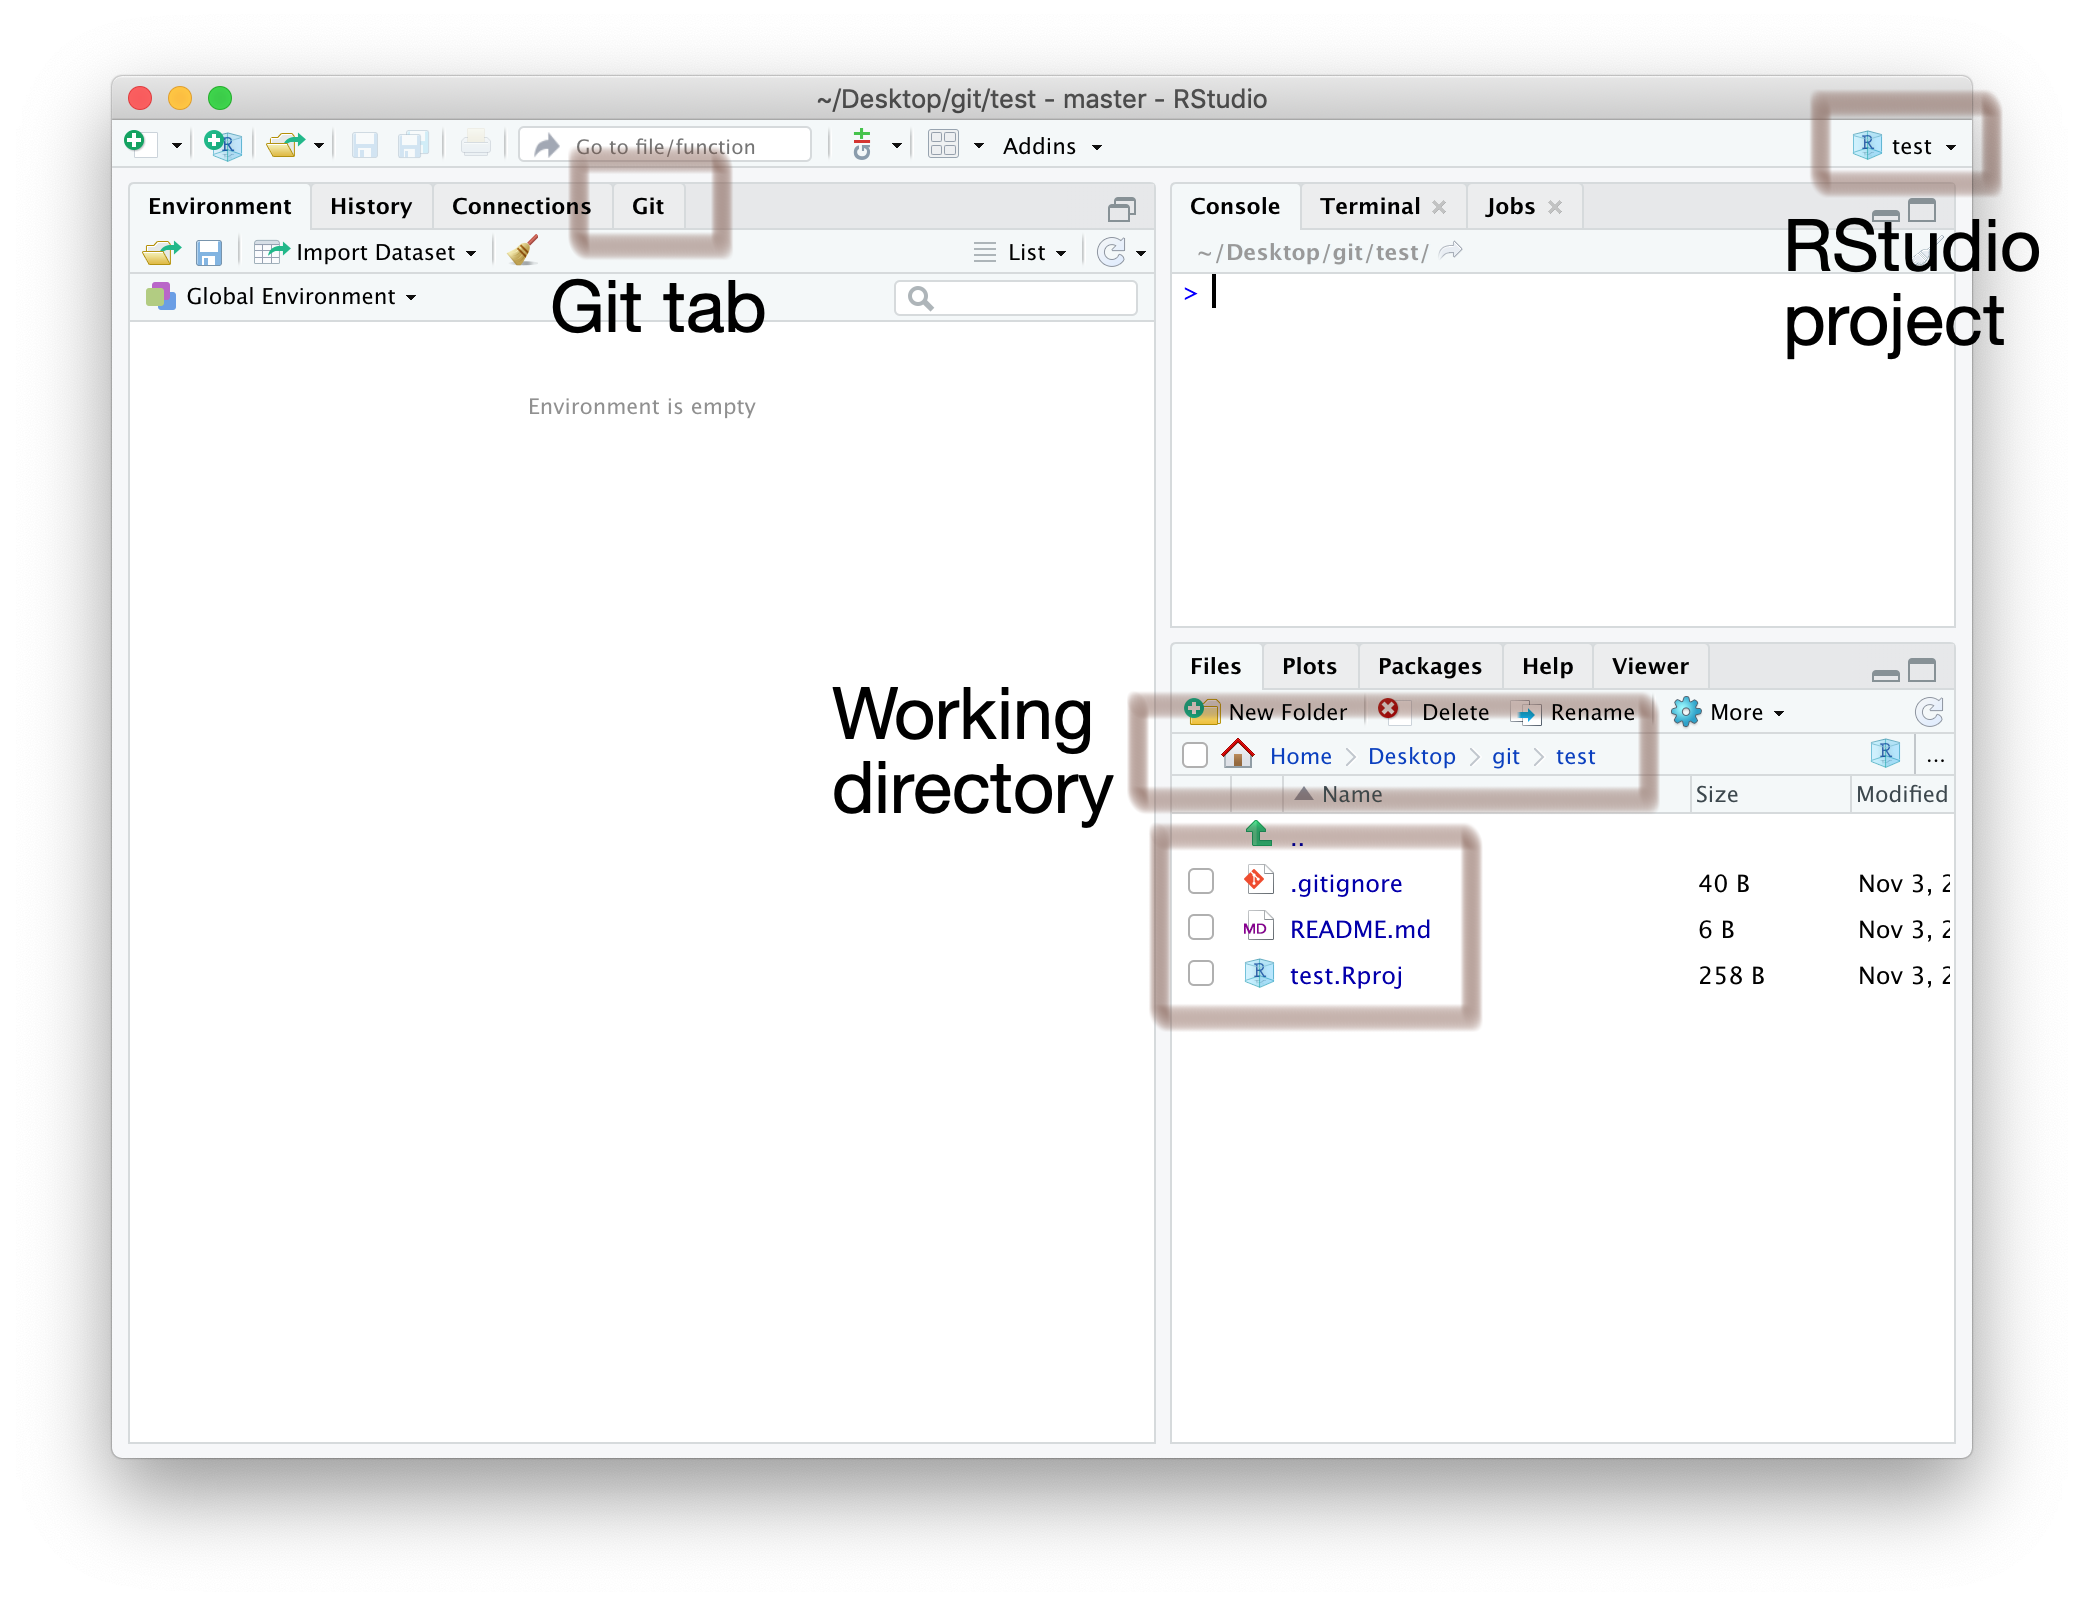 ~/Desktop/git/test - master - RStudio
Go to file/function
Addins
test
Environment History Connections Git
Import Dataset
List
Global Environment
Git tab
Environment is empty
Console Terminal Jobs
~/Desktop/git/test/
>
RStudio
project
Working
directory
Files Plots Packages Help Viewer
New Folder Delete Rename More
Home Desktop git test
...
Name Size Modified
..
.gitignore 40 B Nov 3, 2
README.md 6 B Nov 3, 2
test.Rproj 258 B Nov 3, 2